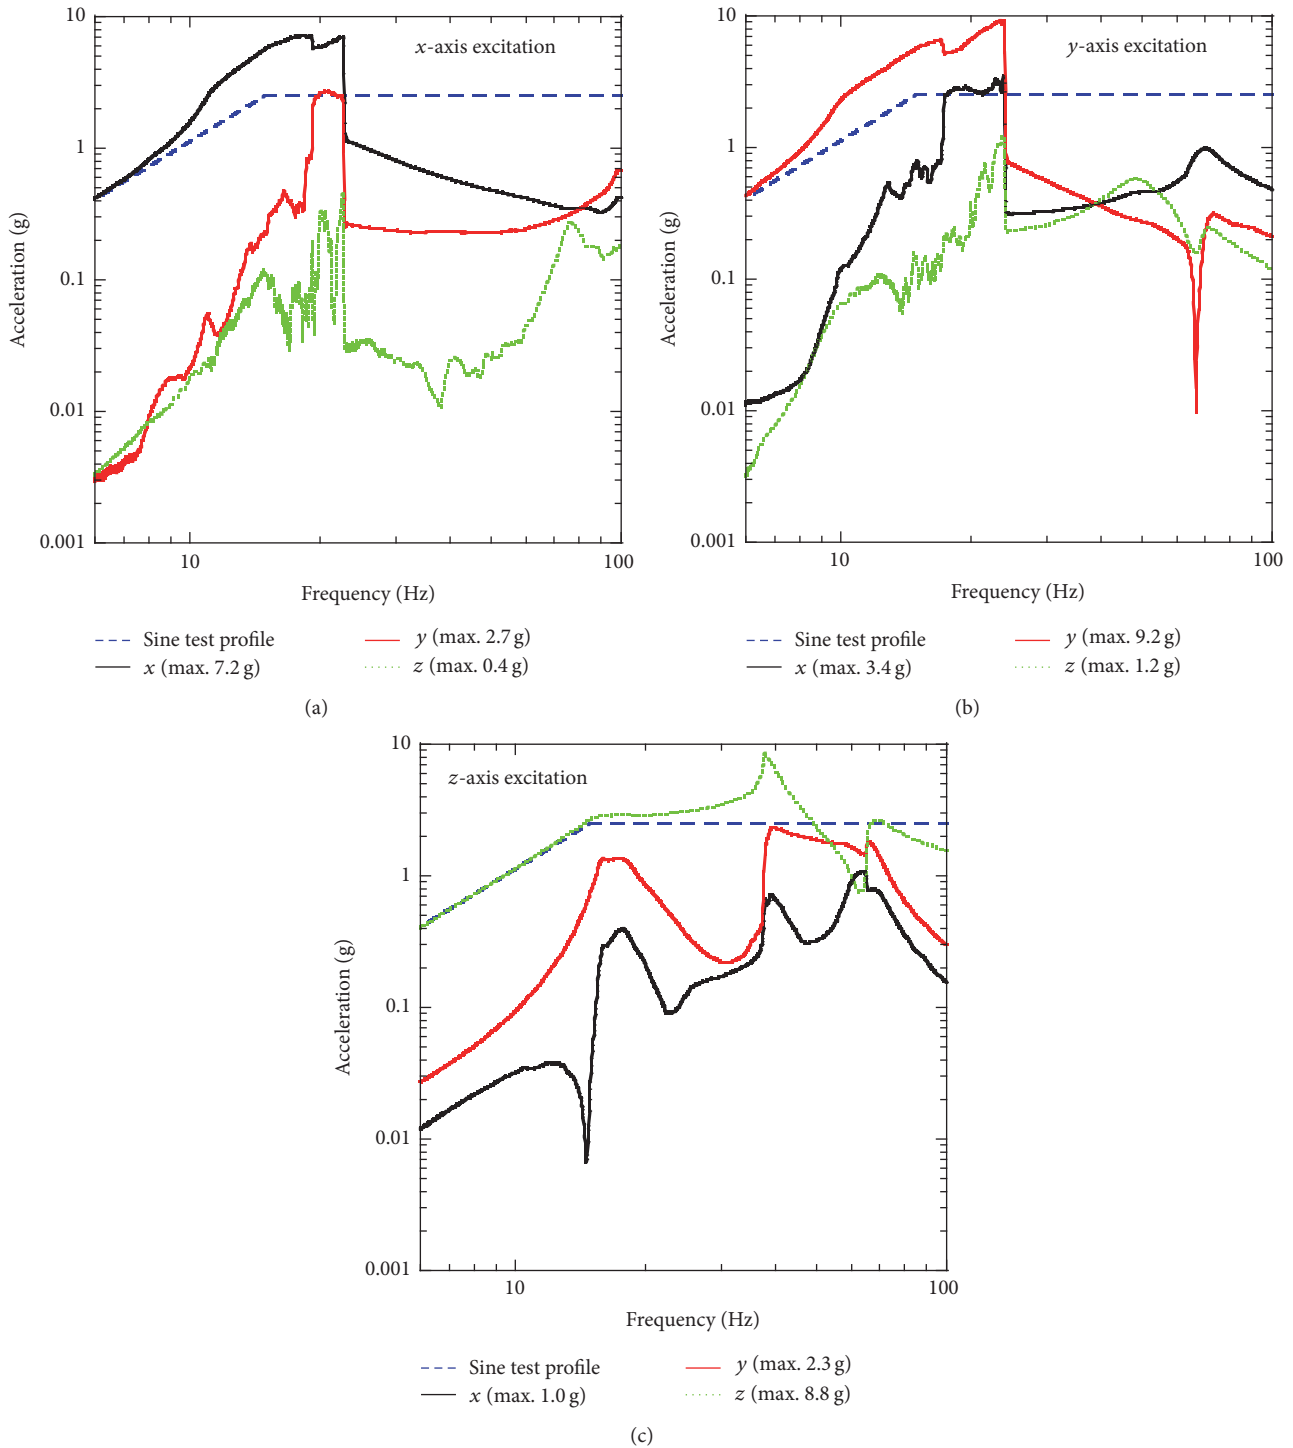 x-axis excitation
10
1
0.1
0.01
0.001
Acceleration (g)
10
100
Frequency (Hz)
Sine test profile
x (max. 7.2 g)
y (max. 2.7 g)
z (max. 0.4 g)
(a)
y-axis excitation
10
1
0.1
0.01
0.001
Acceleration (g)
10
100
Frequency (Hz)
Sine test profile
x (max. 3.4 g)
y (max. 9.2 g)
z (max. 1.2 g)
(b)
z-axis excitation
10
1
0.1
0.01
0.001
Acceleration (g)
10
100
Frequency (Hz)
Sine test profile
x (max. 1.0 g)
y (max. 2.3 g)
z (max. 8.8 g)
(c)